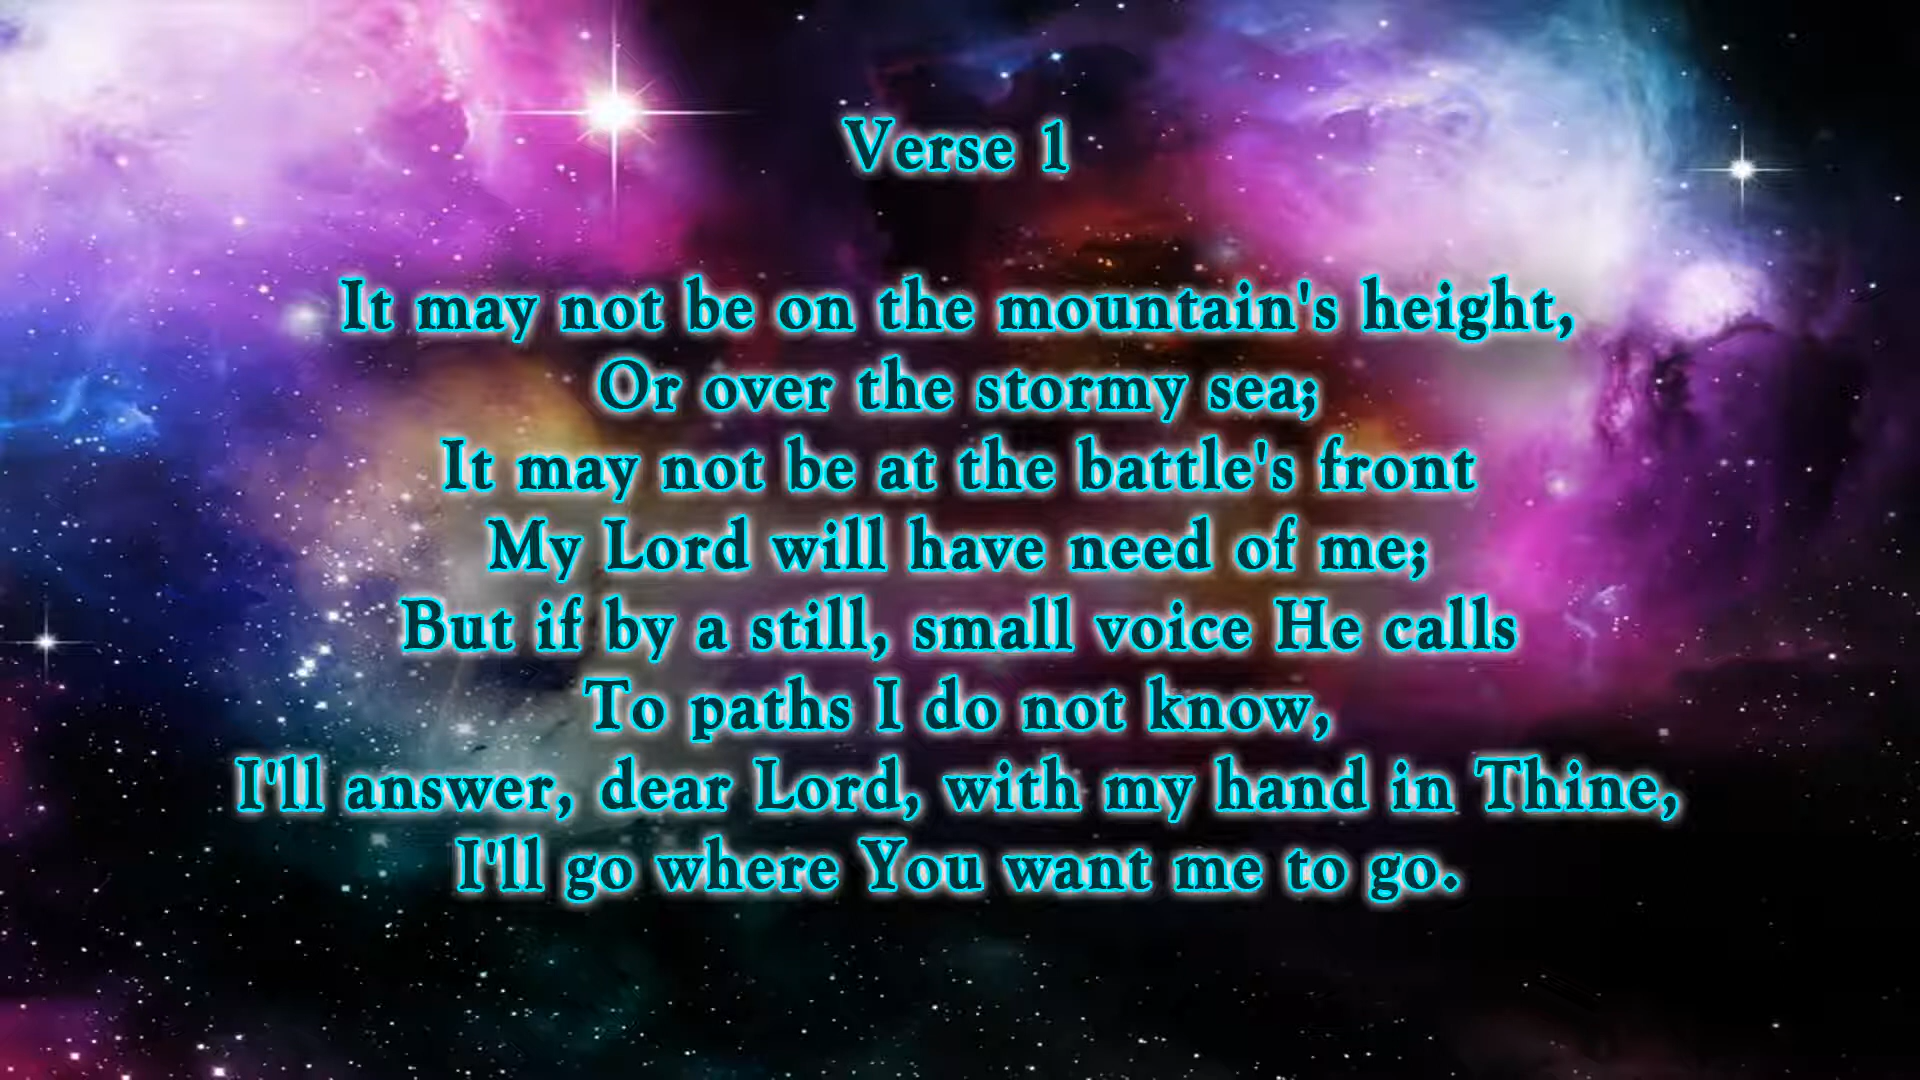 Verse 1
It may not be on the mountain's height,
Or over the stormy sea;
It may not be at the battle's front
My Lord will have need of me;
But if by a still, small voice He calls
To paths I do not know,
I'll answer, dear Lord, with my hand in Thine,
I'll go where You want me to go.